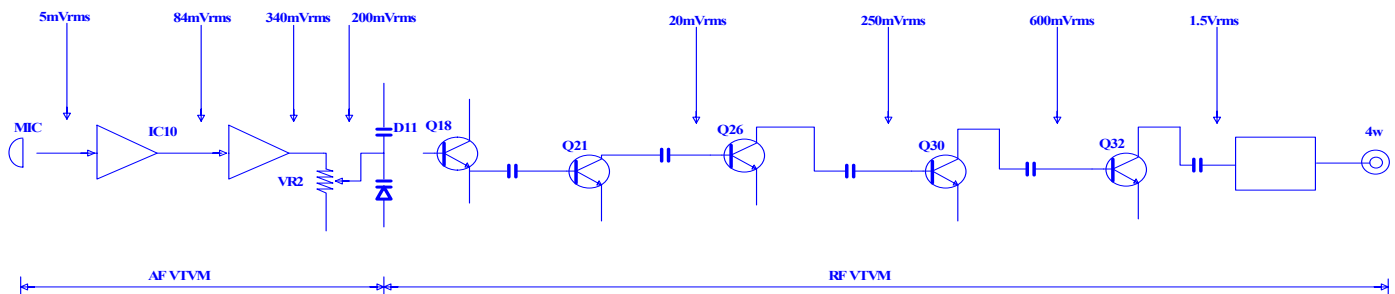 5mVrms 84mVrms 340mVrms 200mVrms 20mVrms 250mVrms 600mVrms 1.5Vrms
MIC IC10 D11 Q18 Q21 Q26 Q30 Q32 4w
VR2
AF VTVM RF VTVM